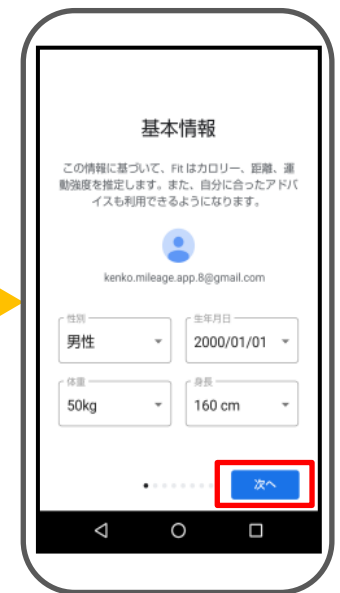 基本情報
この情報に基づいて、Fit はカロリー、距離、運
動強度を推定します。また、自分に合ったアドバ
イスも利用できるようになります。
kenko.mileage.app.8@gmail.com
性別
生年月日
男性
2000/01/01
体重
身長
50kg
160 cm
次へ